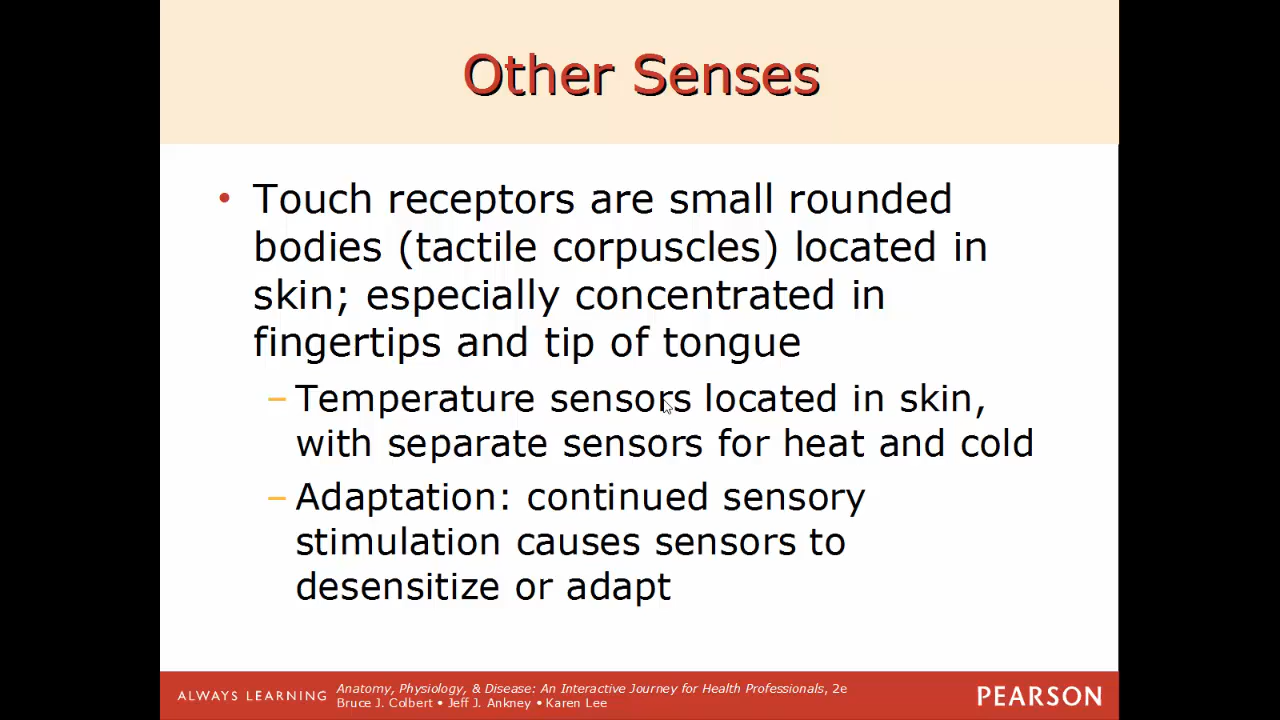 Other Senses
• Touch receptors are small rounded
bodies (tactile corpuscles) located in
skin; especially concentrated in
fingertips and tip of tongue
– Temperature sensors located in skin,
with separate sensors for heat and cold
– Adaptation: continued sensory
stimulation causes sensors to
desensitize or adapt
ALWAYS LEARNING
Anatomy, Physiology, & Disease: An Interactive Journey for Health Professionals, 2e
Bruce J. Colbert • Jeff J. Ankney • Karen Lee
PEARSON